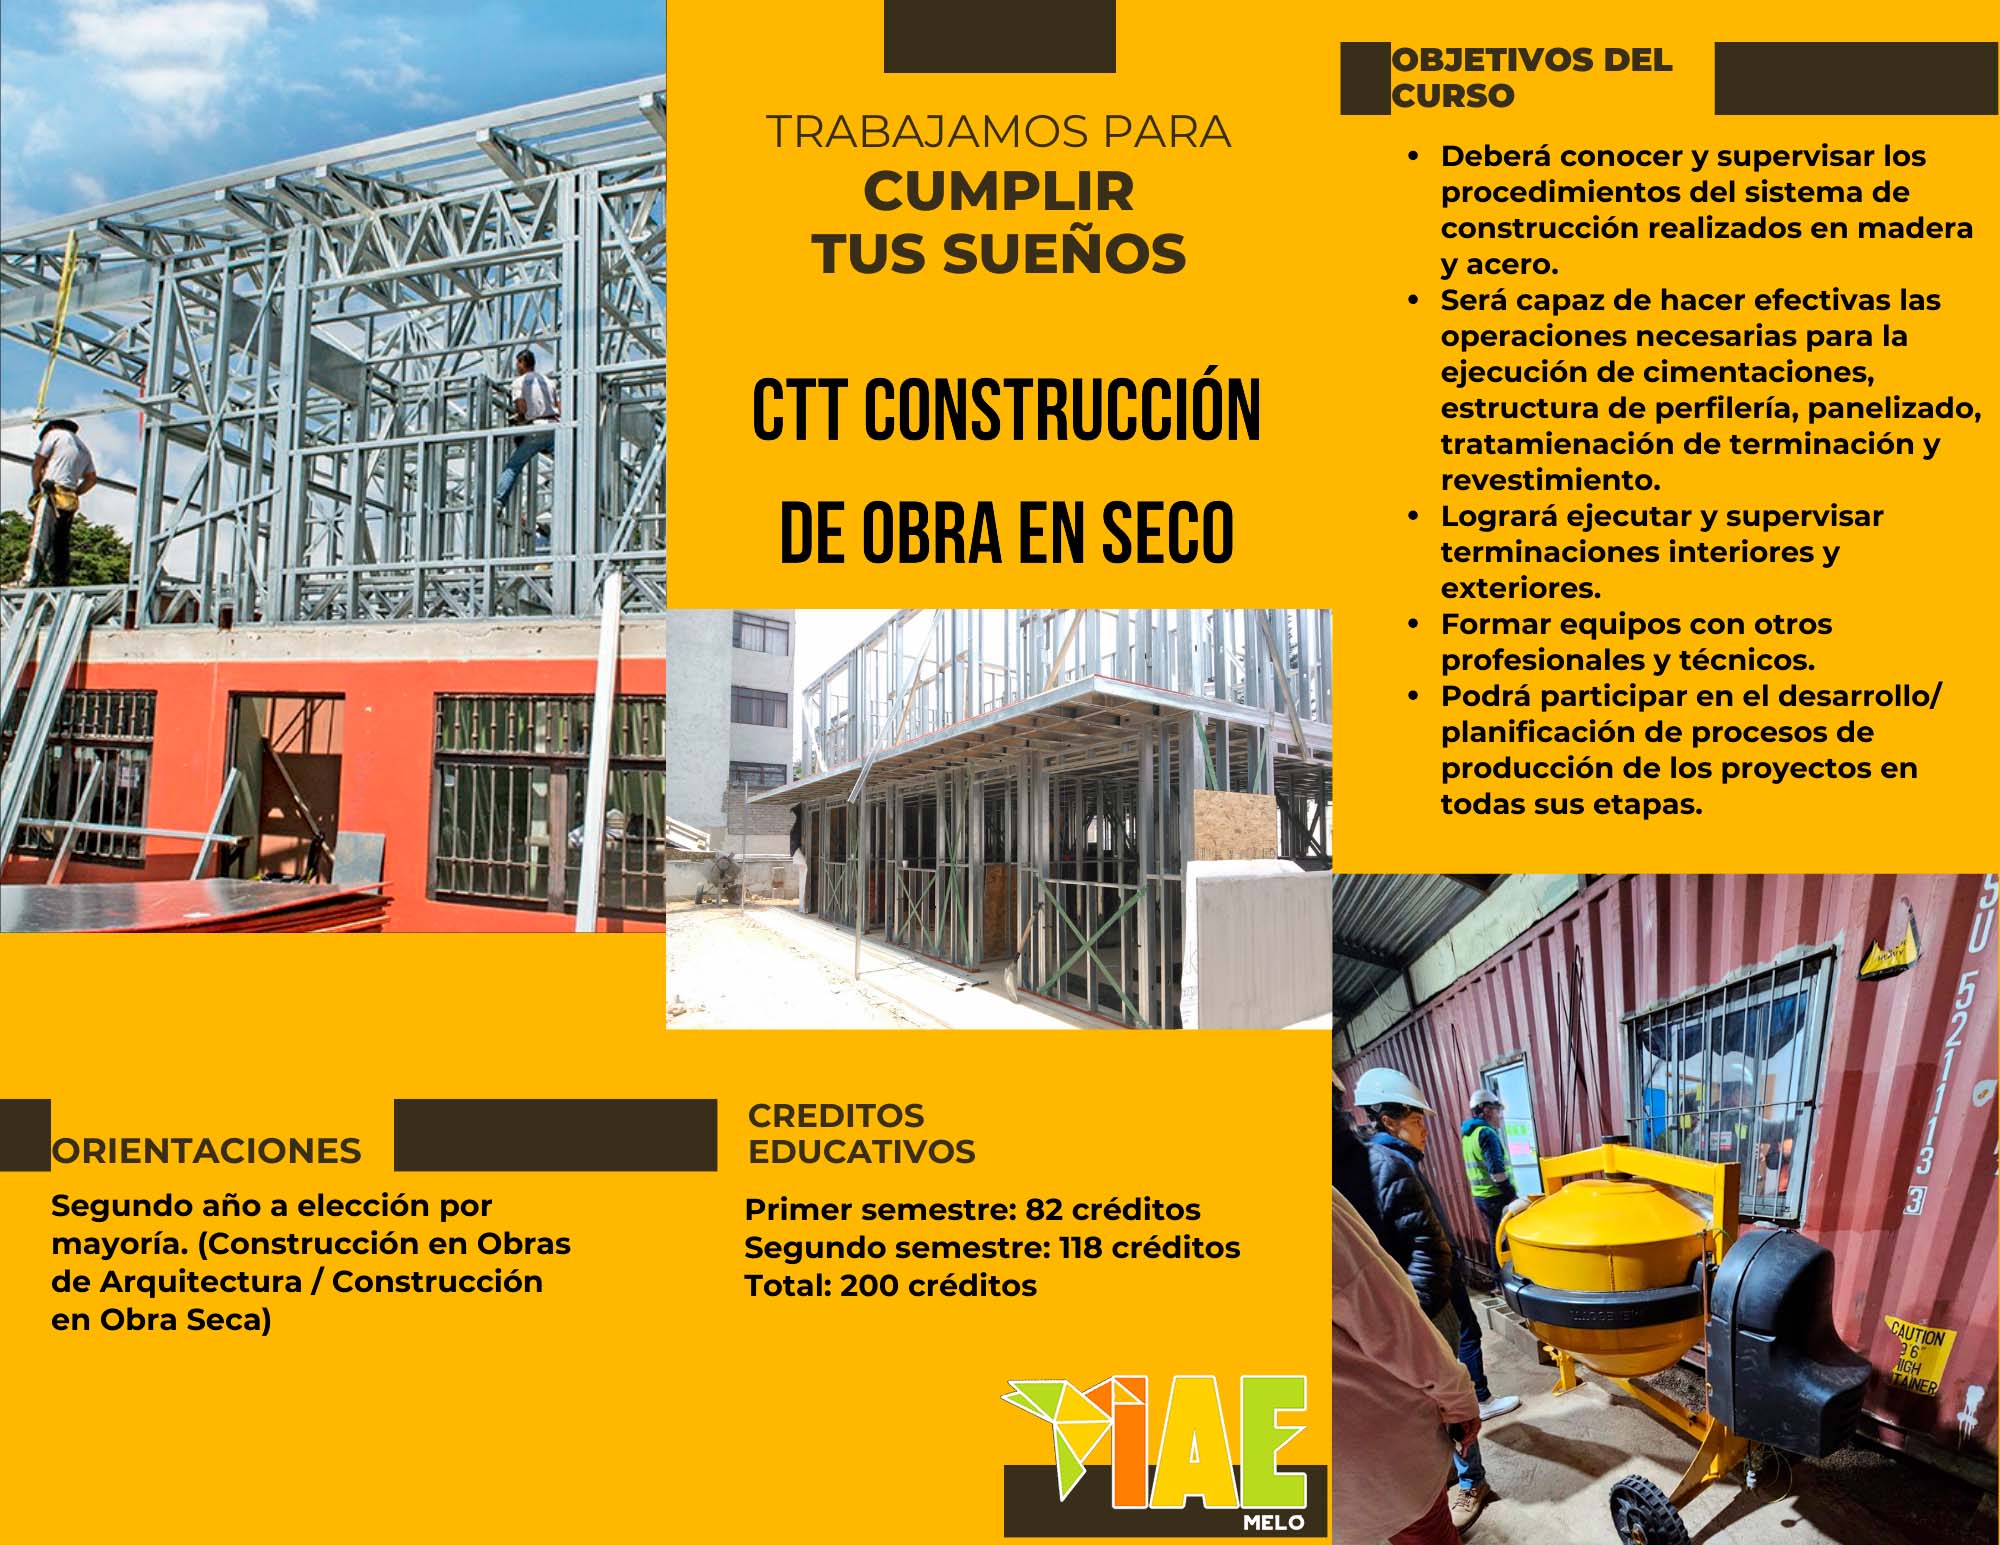 TRABAJAMOS PARA
CUMPLIR
TUS SUEÑOS
CTT CONSTRUCCIÓN
DE OBRA EN SECO
OBJETIVOS DEL
CURSO
• Deberá conocer y supervisar los
procedimientos del sistema de
construcción realizados en madera
y acero.
• Será capaz de hacer efectivas las
operaciones necesarias para la
ejecución de cimentaciones,
estructura de perfilería, panelizado,
tratamienación de terminación y
revestimiento.
• Logrará ejecutar y supervisar
terminaciones interiores y
exteriores.
• Formar equipos con otros
profesionales y técnicos.
• Podrá participar en el desarrollo/
planificación de procesos de
producción de los proyectos en
todas sus etapas.
ORIENTACIONES
Segundo año a elección por
mayoría. (Construcción en Obras
de Arquitectura / Construcción
en Obra Seca)
CREDITOS
EDUCATIVOS
Primer semestre: 82 créditos
Segundo semestre: 118 créditos
Total: 200 créditos
IAE
MELO
U 521113 3
CAUTION
9'6"
HIGH